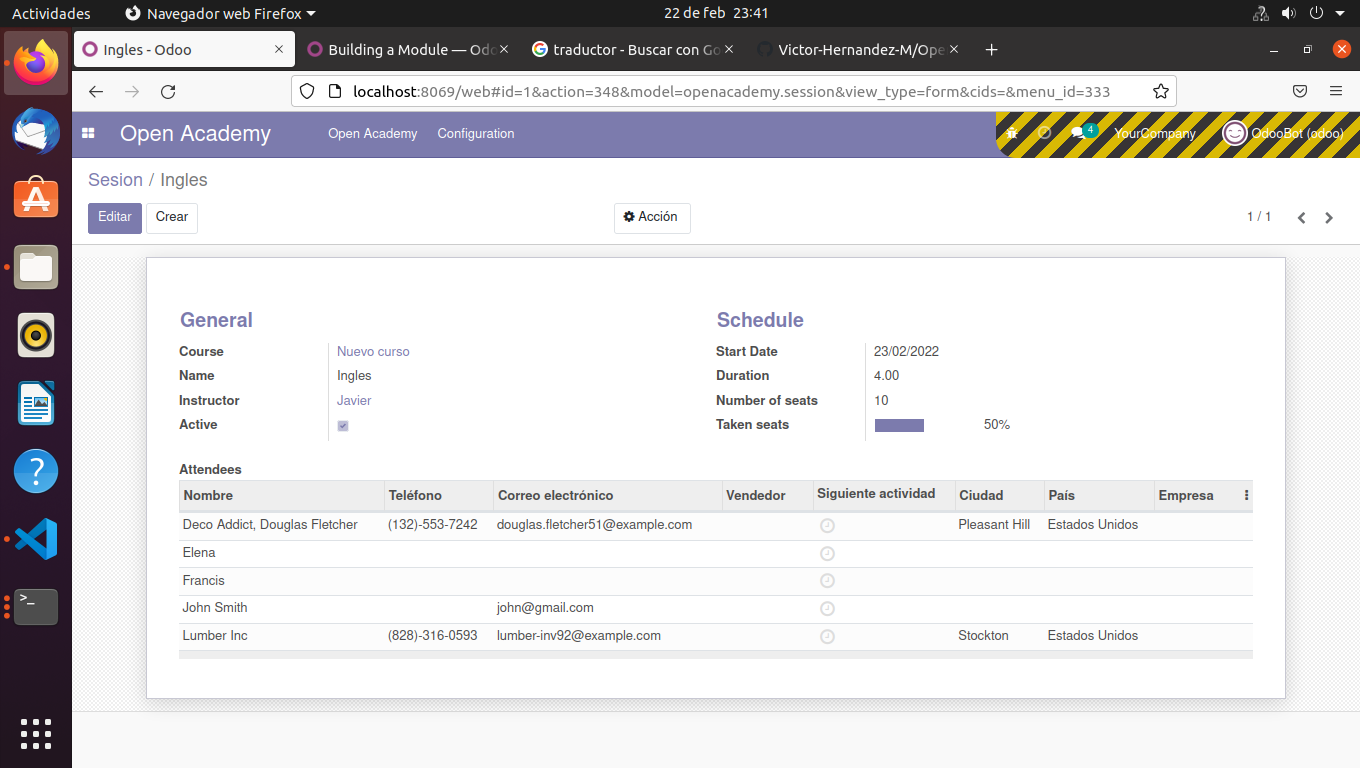 Actividades Navegador web Firefox 22 de feb 23:41
Ingles - Odoo Building a Module — Odo traductor - Buscar con Go Victor-Hernandez-M/Ope
localhost:8069/web#id=1&action=348&model=openacademy.session&view_type=form&cids=&menu_id=333
Open Academy Open Academy Configuration 4 YourCompany OdooBot (odoo)
Sesion / Ingles
Editar Crear Acción 1 / 1
General Schedule
Course Nuevo curso Start Date 23/02/2022
Name Ingles Duration 4.00
Instructor Javier Number of seats 10
Active Taken seats 50%
Attendees
Nombre Teléfono Correo electrónico Vendedor Siguiente actividad Ciudad País Empresa
Deco Addict, Douglas Fletcher (132)-553-7242 douglas.fletcher51@example.com Pleasant Hill Estados Unidos
Elena
Francis
John Smith john@gmail.com
Lumber Inc (828)-316-0593 lumber-inv92@example.com Stockton Estados Unidos